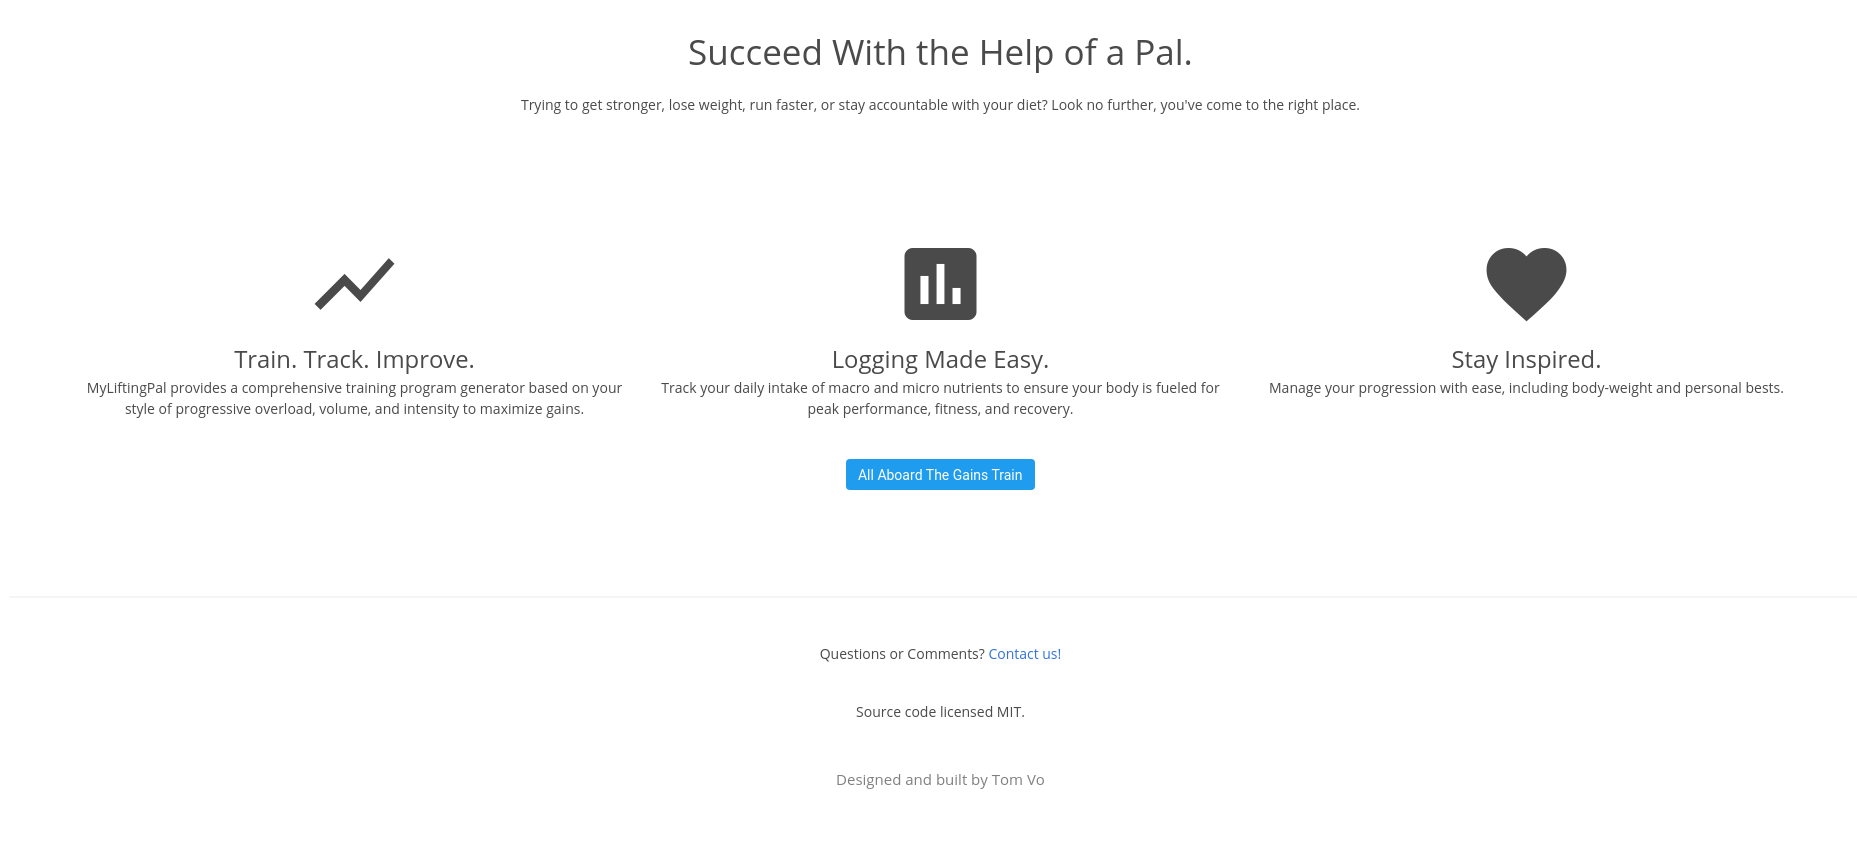 Succeed With the Help of a Pal.
Trying to get stronger, lose weight, run faster, or stay accountable with your diet? Look no further, you've come to the right place.
Train. Track. Improve.
MyLiftingPal provides a comprehensive training program generator based on your
style of progressive overload, volume, and intensity to maximize gains.
Logging Made Easy.
Track your daily intake of macro and micro nutrients to ensure your body is fueled for
peak performance, fitness, and recovery.
Stay Inspired.
Manage your progression with ease, including body-weight and personal bests.
All Aboard The Gains Train
Questions or Comments? Contact us!
Source code licensed MIT.
Designed and built by Tom Vo